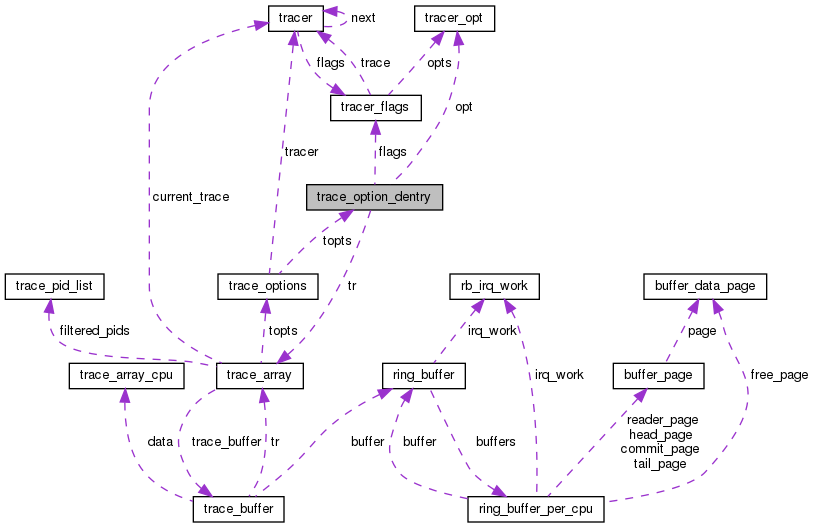 tracer
next
tracer_opt
flags
trace
opts
tracer_flags
opt
tracer
flags
current_trace
trace_option_dentry
topts
tr
trace_pid_list
trace_options
rb_irq_work
buffer_data_page
filtered_pids
topts
irq_work
page
trace_array_cpu
trace_array
ring_buffer
buffer_page
irq_work
free_page
data
trace_buffer
tr
buffer
buffer
buffers
reader_page
head_page
commit_page
tail_page
trace_buffer
ring_buffer_per_cpu